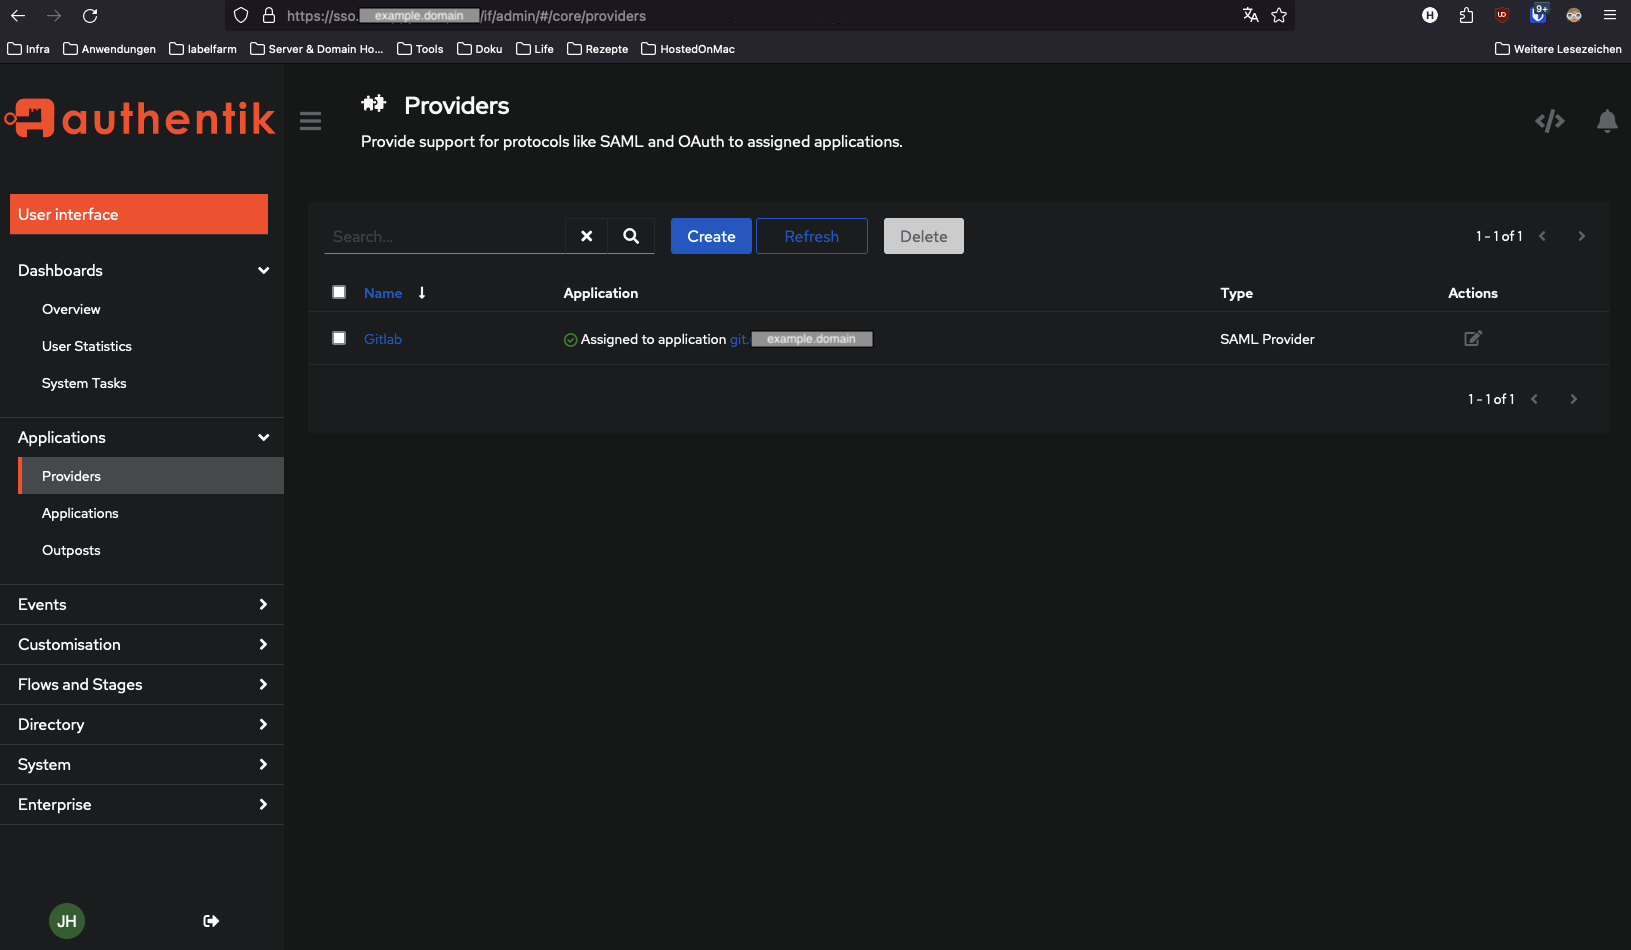 https://sso.example.domain/if/admin/#/core/providers
Infra Anwendungen labelfarm Server & Domain Ho... Tools Doku Life Rezepte HostedOnMac Weitere Lesezeichen
authentik
Providers
Provide support for protocols like SAML and OAuth to assigned applications.
User interface
Dashboards
Overview
User Statistics
System Tasks
Applications
Providers
Applications
Outposts
Events
Customisation
Flows and Stages
Directory
System
Enterprise
JH
Search... Create Refresh Delete 1 - 1 of 1
Name Application Type Actions
Gitlab Assigned to application git.example.domain SAML Provider
1 - 1 of 1